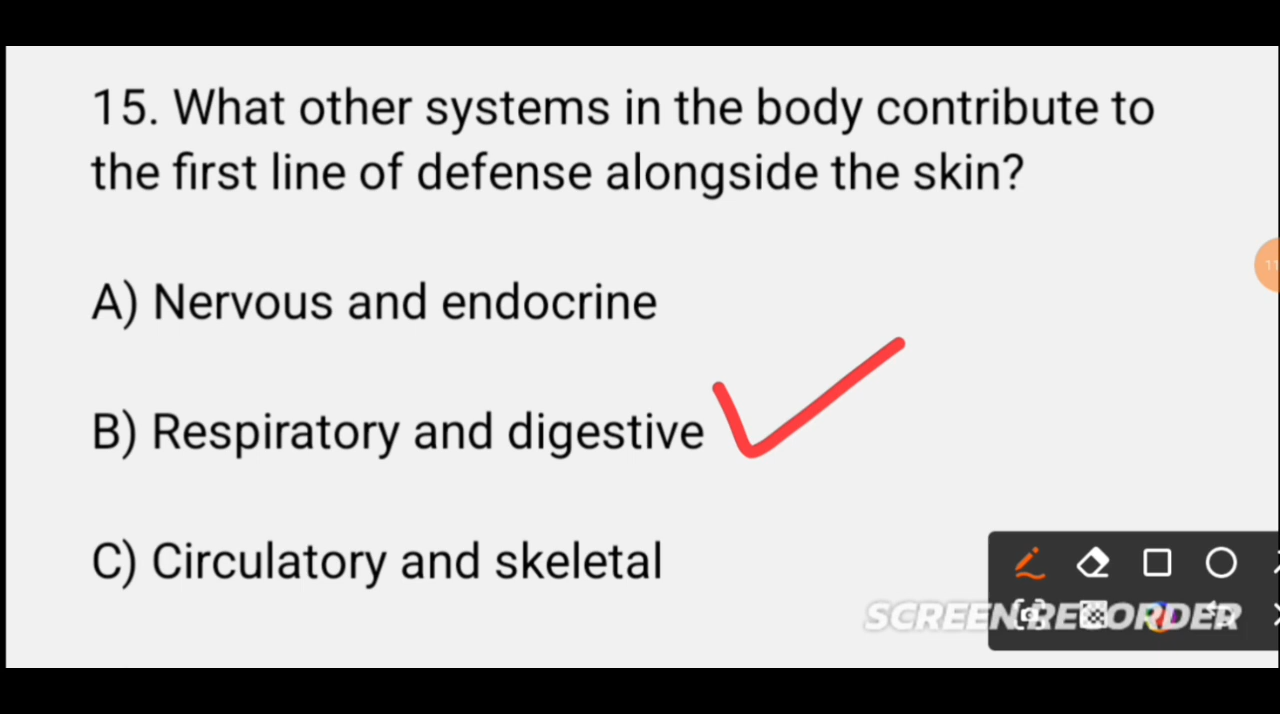 15. What other systems in the body contribute to
the first line of defense alongside the skin?
A) Nervous and endocrine
B) Respiratory and digestive
C) Circulatory and skeletal
SCREEN RECORDER